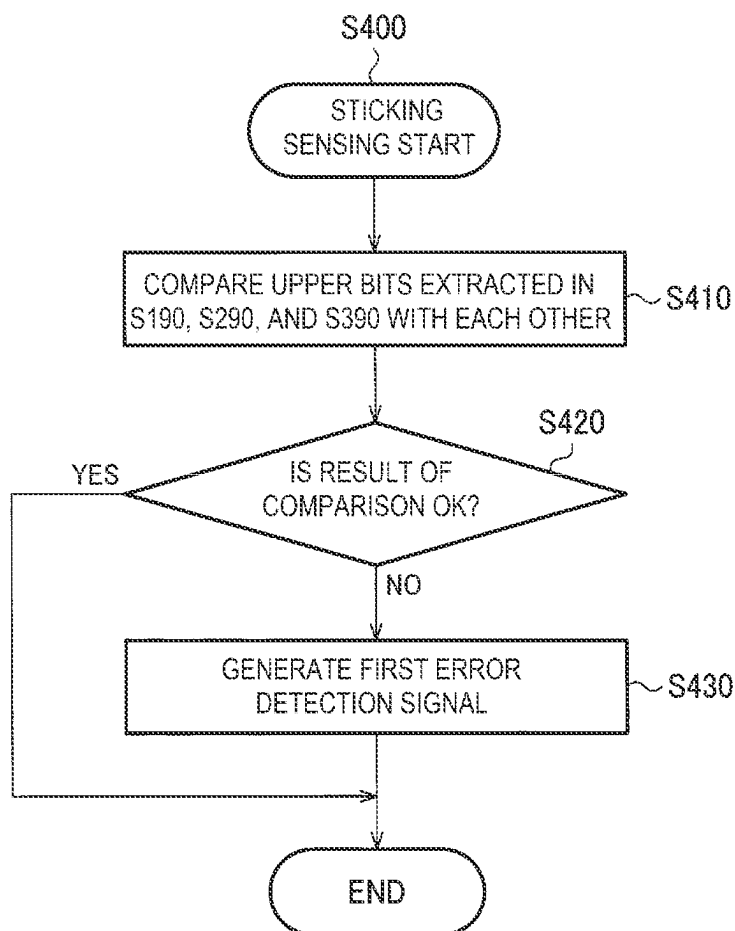 S400
STICKING
SENSING START
COMPARE UPPER BITS EXTRACTED IN
S190, S290, AND S390 WITH EACH OTHER
S410
S420
YES
IS RESULT OF
COMPARISON OK?
NO
GENERATE FIRST ERROR
DETECTION SIGNAL
S430
END